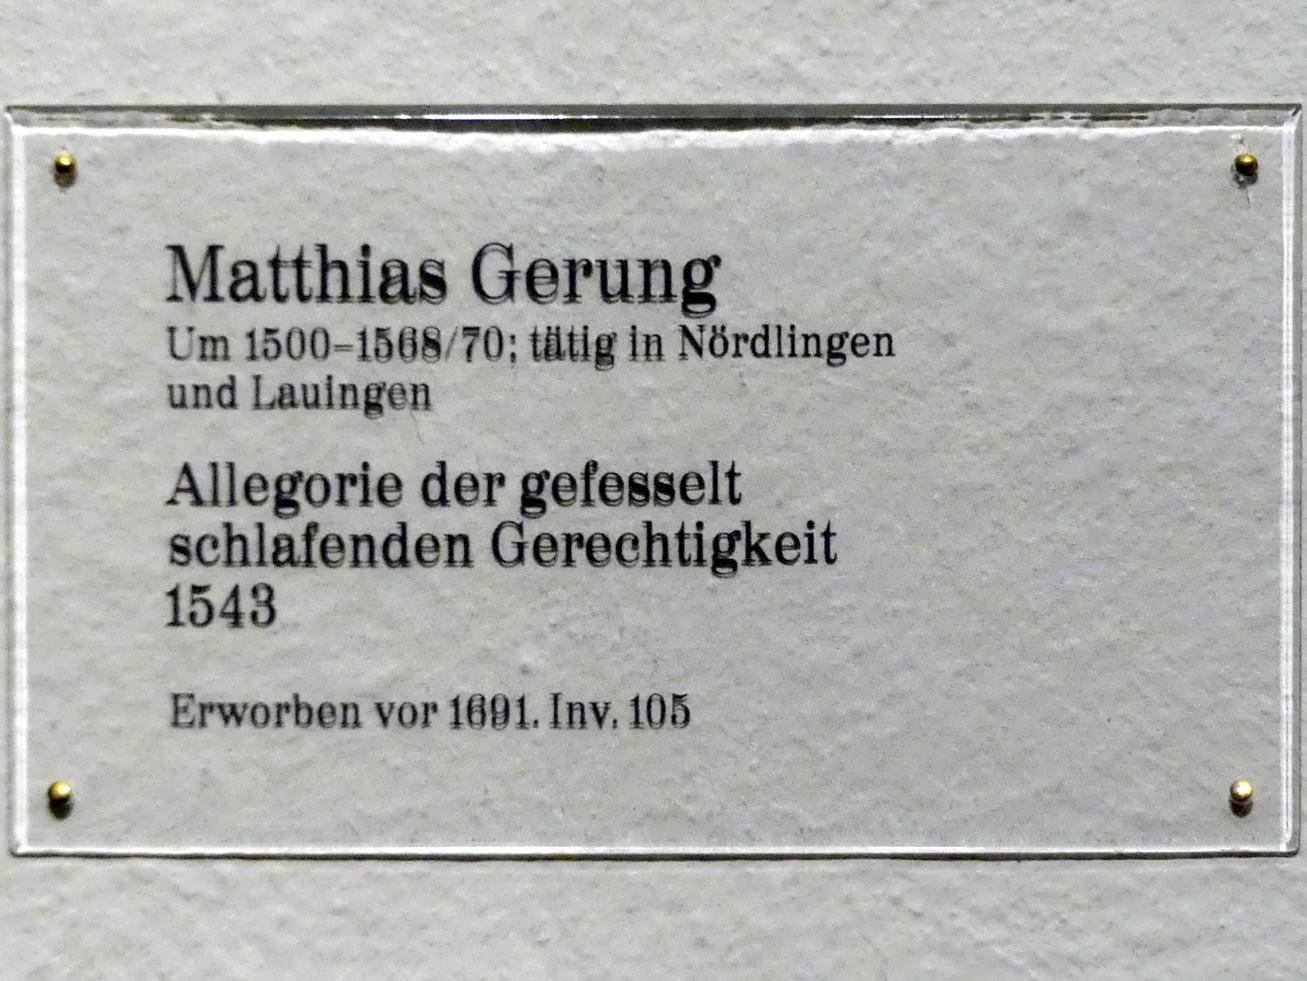 Matthias Gerung
Um 1500–1568/70; tätig in Nördlingen
und Lauingen
Allegorie der gefesselt
schlafenden Gerechtigkeit
1543
Erworben vor 1691. Inv. 105